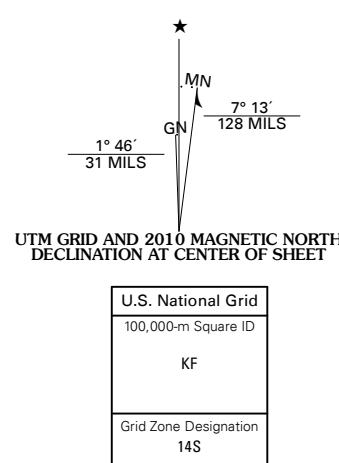 ★
MN
7° 13´
128 MILS
GN
1° 46´
31 MILS
UTM GRID AND 2010 MAGNETIC NORTH
DECLINATION AT CENTER OF SHEET
U.S. National Grid
100,000-m Square ID
KF
Grid Zone Designation
14S